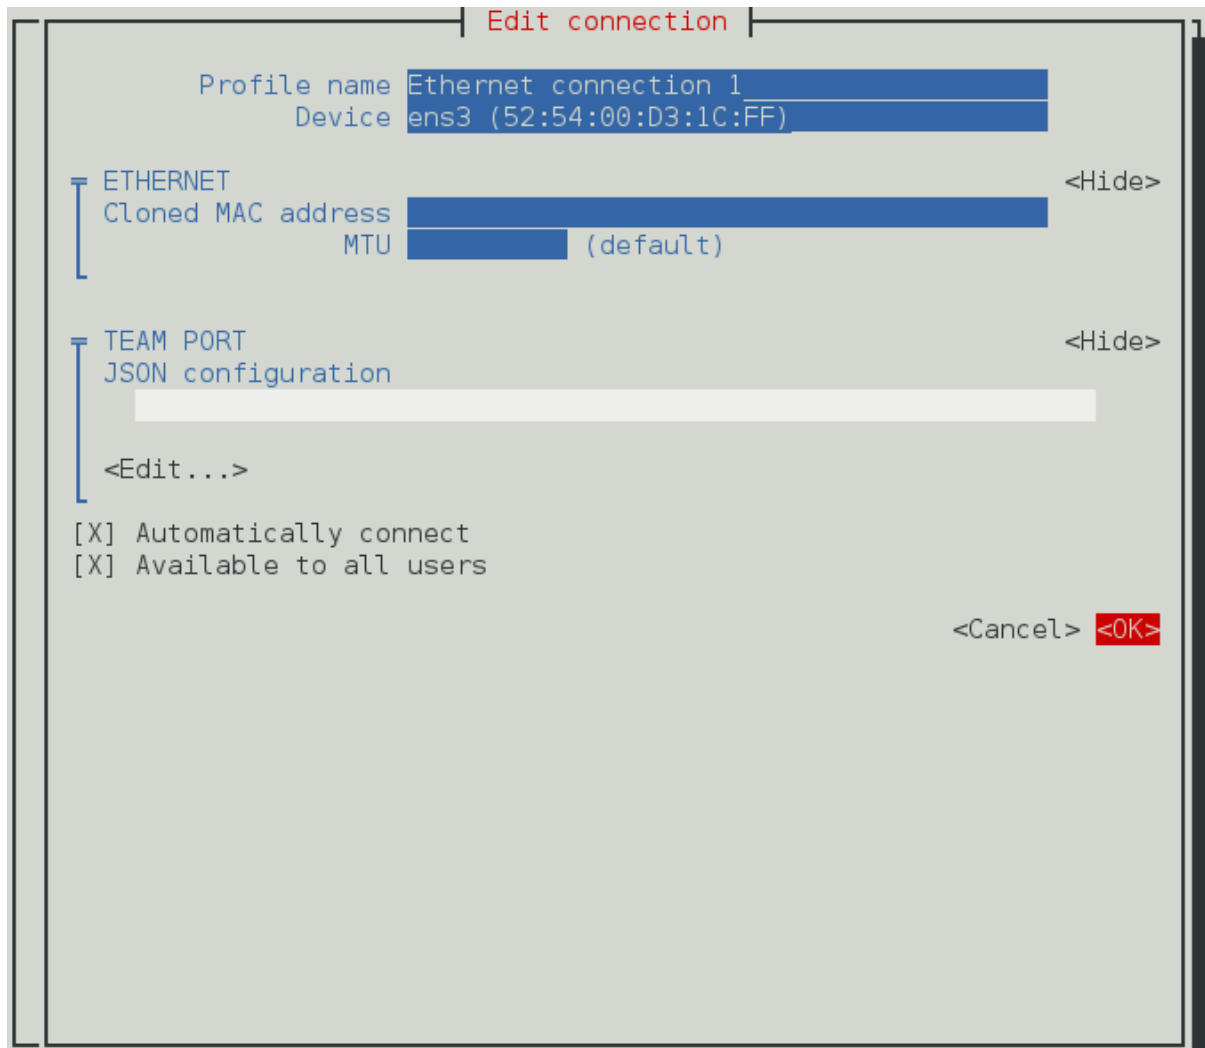 Edit connection
Profile name Ethernet connection 1
Device ens3 (52:54:00:D3:1C:FF)
ETHERNET <Hide>
Cloned MAC address
MTU (default)
TEAM PORT <Hide>
JSON configuration
<Edit...>
[X] Automatically connect
[X] Available to all users
<Cancel> <OK>